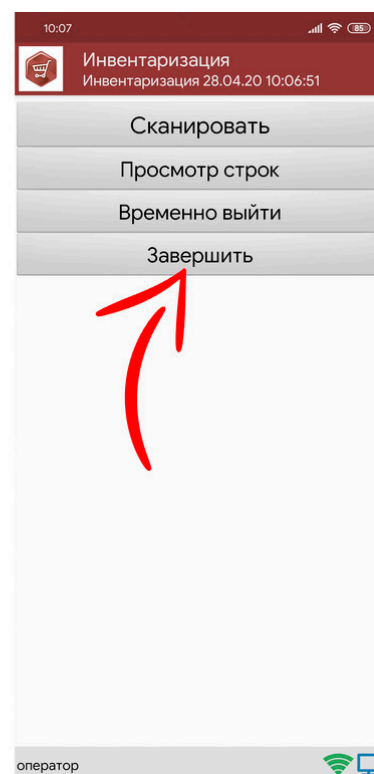 10:07
85
Инвентаризация
Инвентаризация 28.04.20 10:06:51
Сканировать
Просмотр строк
Временно выйти
Завершить
оператор